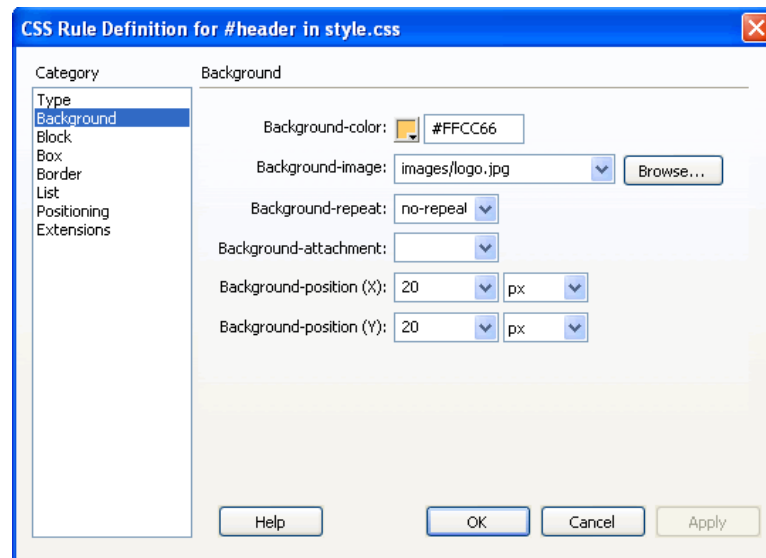 CSS Rule Definition for #header in style.css
Category
Background
Type
Background
Block
Box
Border
List
Positioning
Extensions
Background-color: #FFCC66
Background-image: images/logo.jpg Browse...
Background-repeat: no-repeal
Background-attachment:
Background-position (X): 20 px
Background-position (Y): 20 px
Help OK Cancel Apply